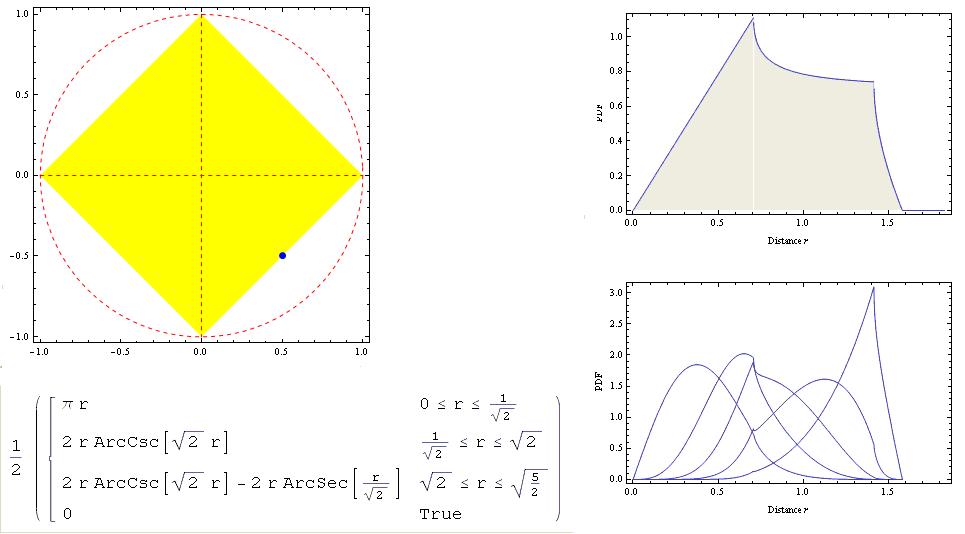 1.0
0.5
0.0
−0.5
−1.0
−1.0 −0.5 0.0 0.5 1.0
1/2 ( { π r 0 ≤ r ≤ 1/√2
2 r ArcCsc[√2 r] 1/√2 ≤ r ≤ √2
2 r ArcCsc[√2 r] − 2 r ArcSec[r/√2] √2 ≤ r ≤ √(5/2)
0 True )
PDF
1.0
0.8
0.6
0.4
0.2
0.0
0.0 0.5 1.0 1.5
Distance r
PDF
3.0
2.5
2.0
1.5
1.0
0.5
0.0
0.0 0.5 1.0 1.5
Distance r